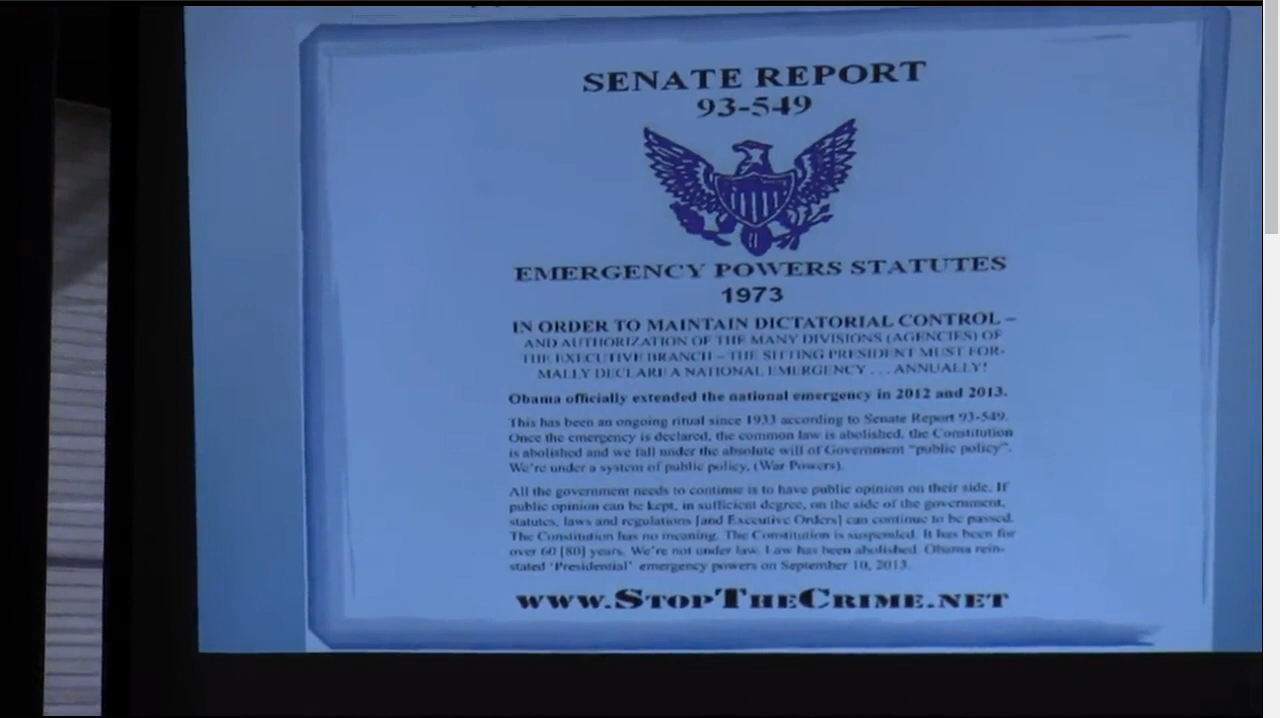 SENATE REPORT
93-549
EMERGENCY POWERS STATUTES
1973
IN ORDER TO MAINTAIN DICTATORIAL CONTROL –
AND AUTHORIZATION OF THE MANY DIVISIONS (AGENCIES) OF
THE EXECUTIVE BRANCH – THE SITTING PRESIDENT MUST FOR-
MALLY DECLARE A NATIONAL EMERGENCY . . . ANNUALLY!
Obama officially extended the national emergency in 2012 and 2013.
This has been an ongoing ritual since 1933 according to Senate Report 93-549.
Once the emergency is declared, the common law is abolished, the Constitution
is abolished and we fall under the absolute will of Government "public policy".
We're under a system of public policy, (War Powers).
All the government needs to continue is to have public opinion on their side. If
public opinion can be kept, in sufficient degree, on the side of the government,
statutes, laws and regulations [and Executive Orders] can continue to be passed.
The Constitution has no meaning. The Constitution is suspended. It has been for
over 60 [80] years. We're not under law. Law has been abolished. Obama rein-
stated 'Presidential' emergency powers on September 10, 2013.
WWW.STOPTHECRIME.NET